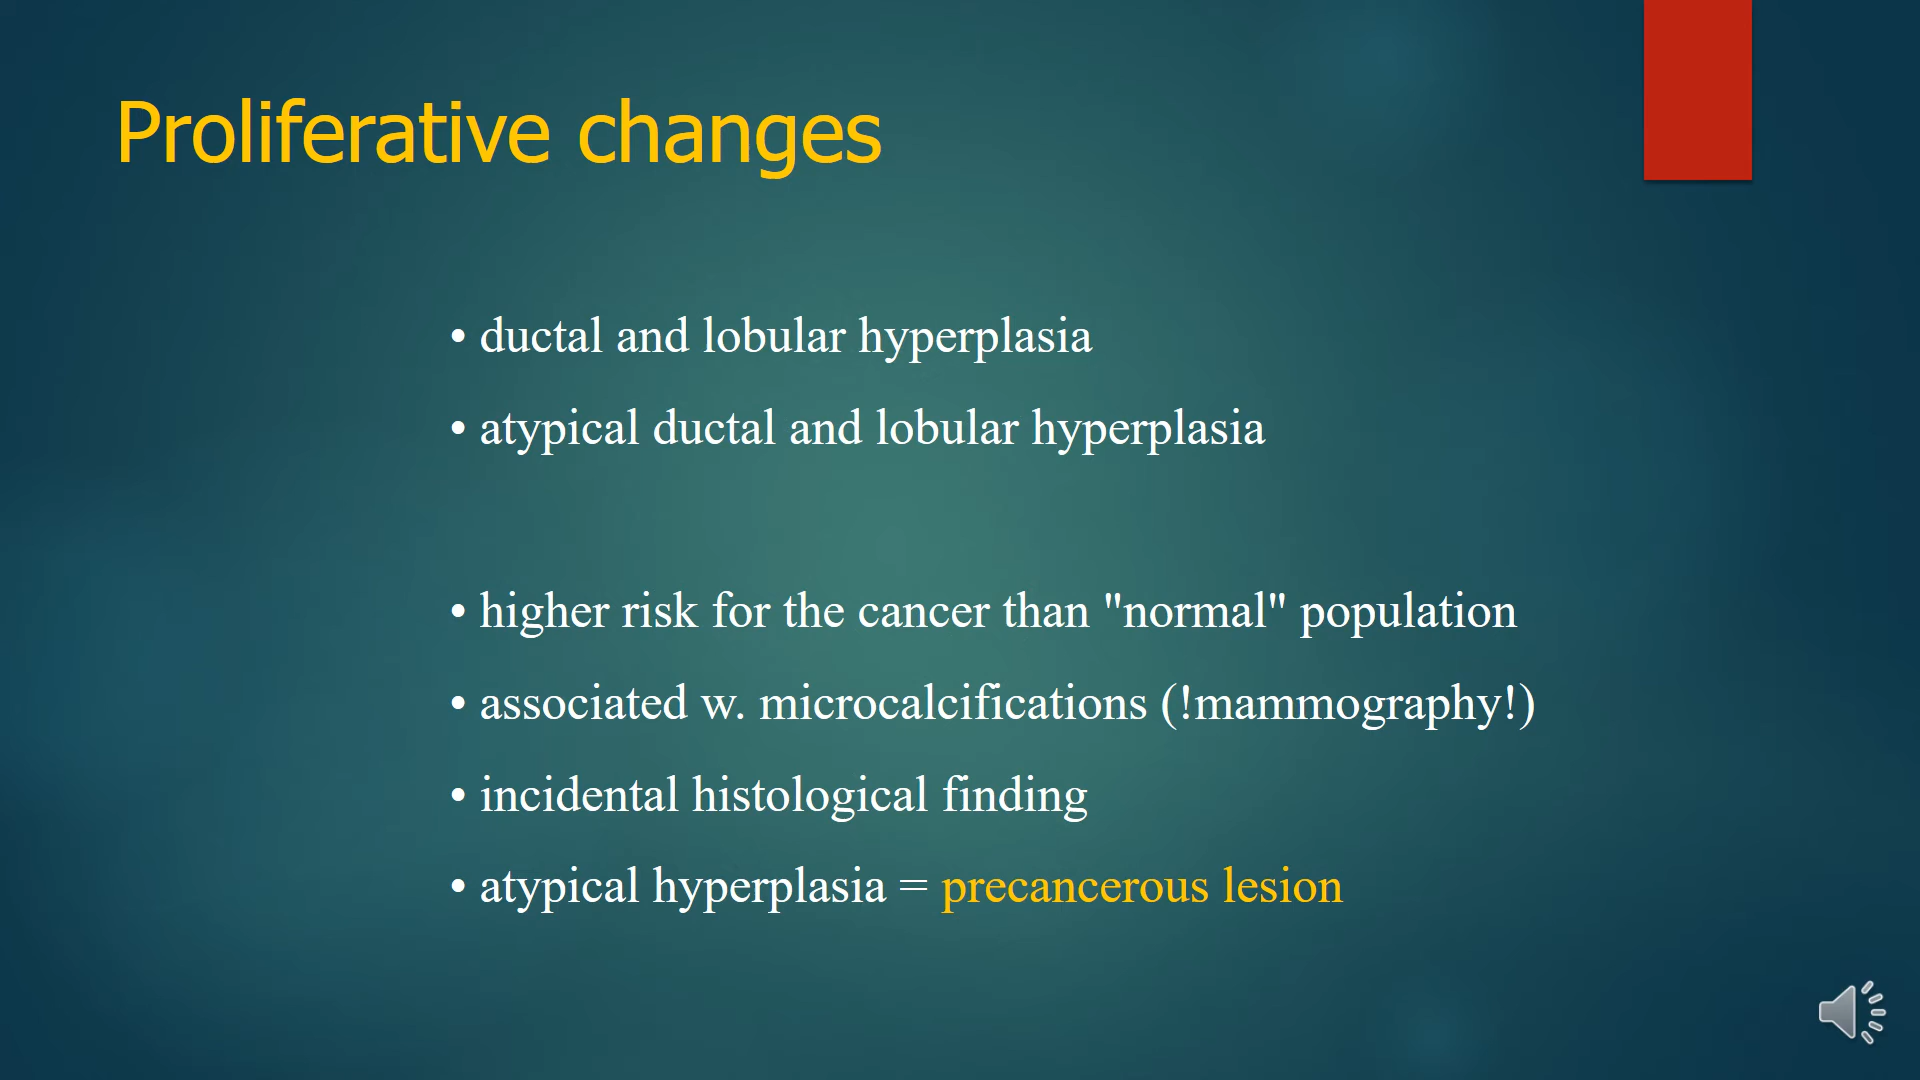 Proliferative changes
• ductal and lobular hyperplasia
• atypical ductal and lobular hyperplasia
• higher risk for the cancer than "normal" population
• associated w. microcalcifications (!mammography!)
• incidental histological finding
• atypical hyperplasia = precancerous lesion